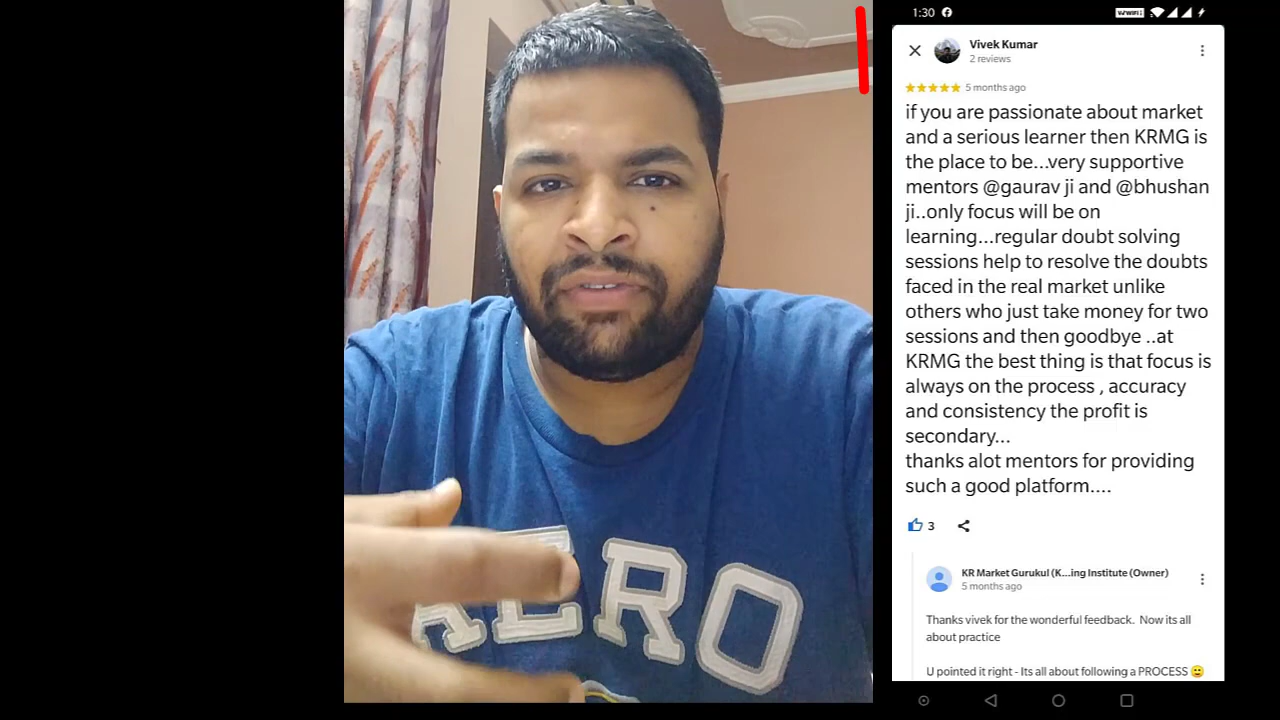 AERO
1:30
VoWiFi
Vivek Kumar
2 reviews
5 months ago
if you are passionate about market
and a serious learner then KRMG is
the place to be...very supportive
mentors @gaurav ji and @bhushan
ji..only focus will be on
learning...regular doubt solving
sessions help to resolve the doubts
faced in the real market unlike
others who just take money for two
sessions and then goodbye ..at
KRMG the best thing is that focus is
always on the process , accuracy
and consistency the profit is
secondary...
thanks alot mentors for providing
such a good platform....
3
KR Market Gurukul (K...ing Institute (Owner)
5 months ago
Thanks vivek for the wonderful feedback. Now its all
about practice
U pointed it right - Its all about following a PROCESS 🙂